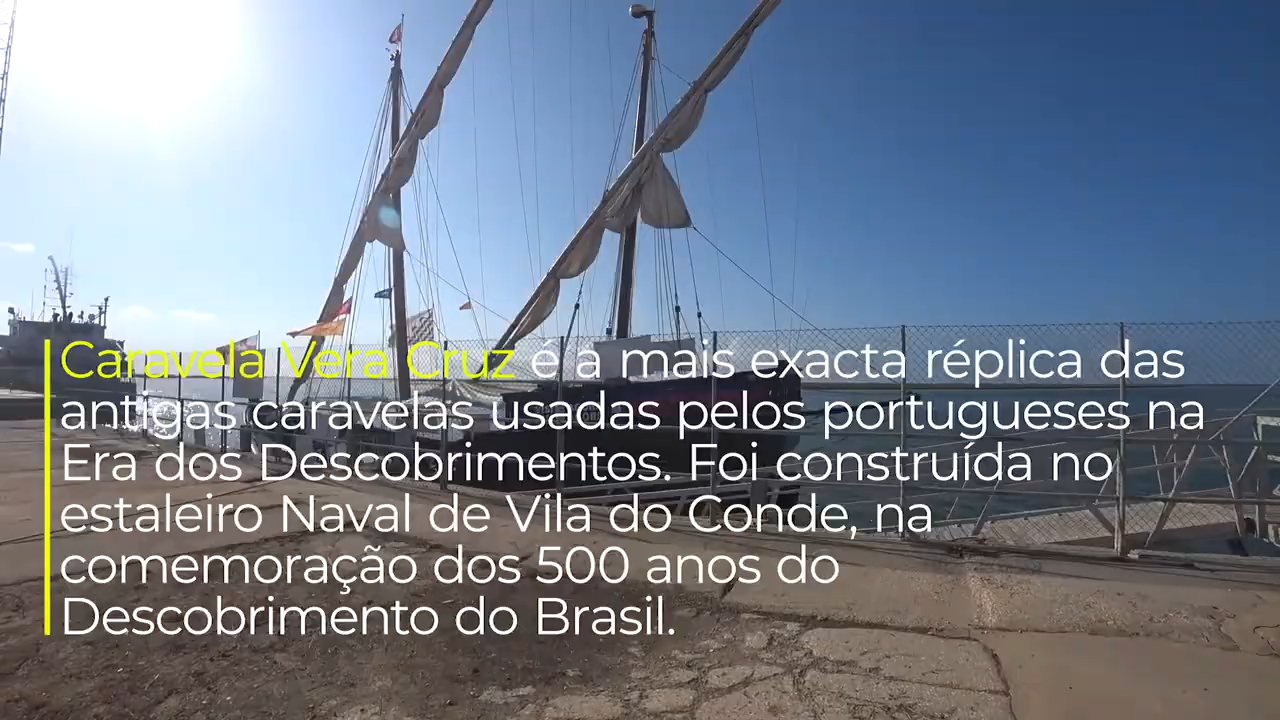 Caravela Vera Cruz é a mais exacta réplica das
antigas caravelas usadas pelos portugueses na
Era dos Descobrimentos. Foi construída no
estaleiro Naval de Vila do Conde, na
comemoração dos 500 anos do
Descobrimento do Brasil.